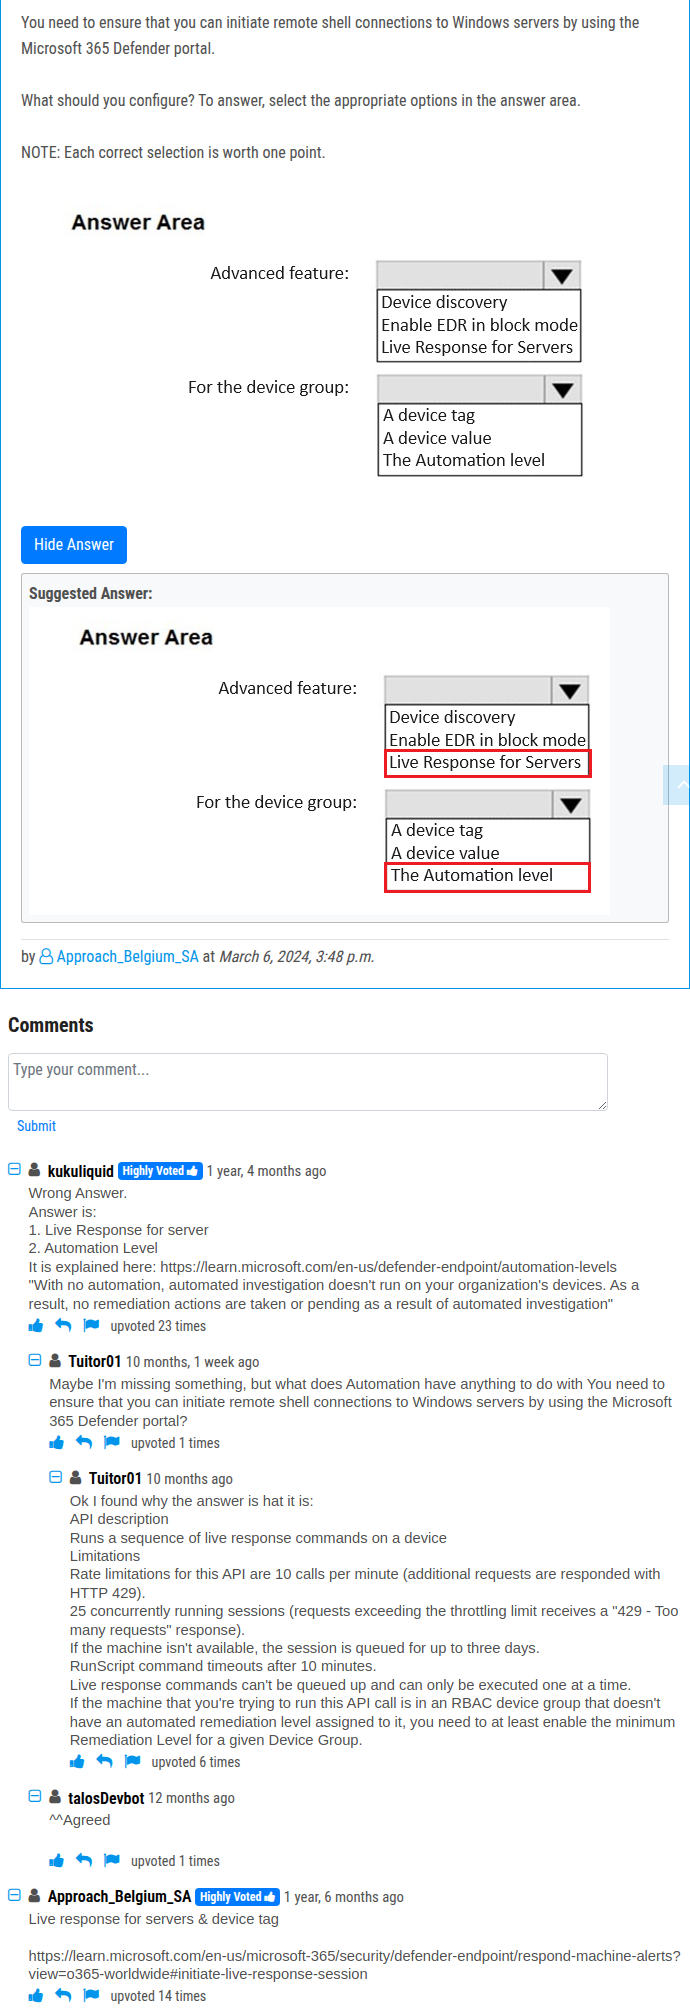 You need to ensure that you can initiate remote shell connections to Windows servers by using the
Microsoft 365 Defender portal.
What should you configure? To answer, select the appropriate options in the answer area.
NOTE: Each correct selection is worth one point.
Answer Area
Advanced feature:
Device discovery
Enable EDR in block mode
Live Response for Servers
For the device group:
A device tag
A device value
The Automation level
Hide Answer
Suggested Answer:
Answer Area
Advanced feature:
Device discovery
Enable EDR in block mode
Live Response for Servers
For the device group:
A device tag
A device value
The Automation level
by Approach_Belgium_SA at March 6, 2024, 3:48 p.m.
Comments
Type your comment...
Submit
kukuliquid Highly Voted 1 year, 4 months ago
Wrong Answer.
Answer is:
1. Live Response for server
2. Automation Level
It is explained here: https://learn.microsoft.com/en-us/defender-endpoint/automation-levels
"With no automation, automated investigation doesn't run on your organization's devices. As a
result, no remediation actions are taken or pending as a result of automated investigation"
upvoted 23 times
Tuitor01 10 months, 1 week ago
Maybe I'm missing something, but what does Automation have anything to do with You need to
ensure that you can initiate remote shell connections to Windows servers by using the Microsoft
365 Defender portal?
upvoted 1 times
Tuitor01 10 months ago
Ok I found why the answer is hat it is:
API description
Runs a sequence of live response commands on a device
Limitations
Rate limitations for this API are 10 calls per minute (additional requests are responded with
HTTP 429).
25 concurrently running sessions (requests exceeding the throttling limit receives a "429 - Too
many requests" response).
If the machine isn't available, the session is queued for up to three days.
RunScript command timeouts after 10 minutes.
Live response commands can't be queued up and can only be executed one at a time.
If the machine that you're trying to run this API call is in an RBAC device group that doesn't
have an automated remediation level assigned to it, you need to at least enable the minimum
Remediation Level for a given Device Group.
upvoted 6 times
talosDevbot 12 months ago
^^Agreed
upvoted 1 times
Approach_Belgium_SA Highly Voted 1 year, 6 months ago
Live response for servers & device tag
https://learn.microsoft.com/en-us/microsoft-365/security/defender-endpoint/respond-machine-alerts?
view=o365-worldwide#initiate-live-response-session
upvoted 14 times